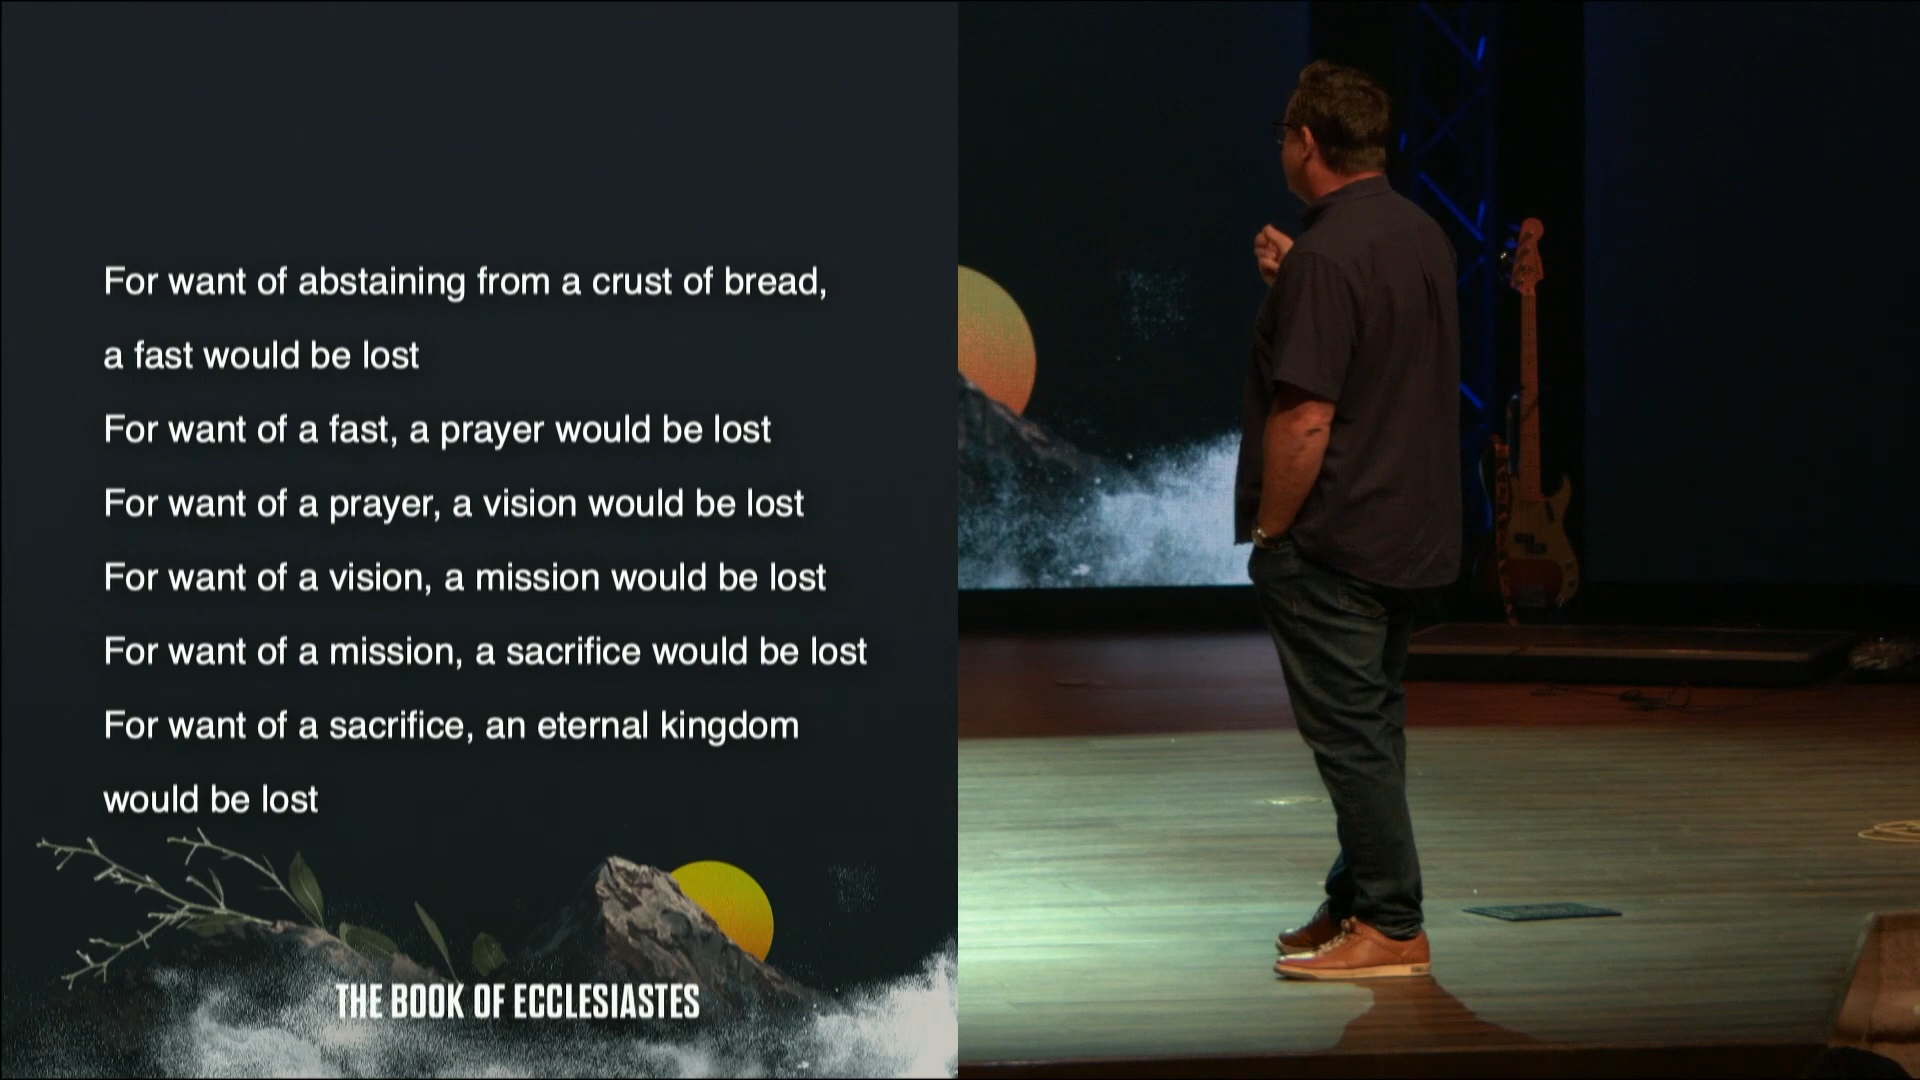 For want of abstaining from a crust of bread,
a fast would be lost
For want of a fast, a prayer would be lost
For want of a prayer, a vision would be lost
For want of a vision, a mission would be lost
For want of a mission, a sacrifice would be lost
For want of a sacrifice, an eternal kingdom
would be lost
THE BOOK OF ECCLESIASTES